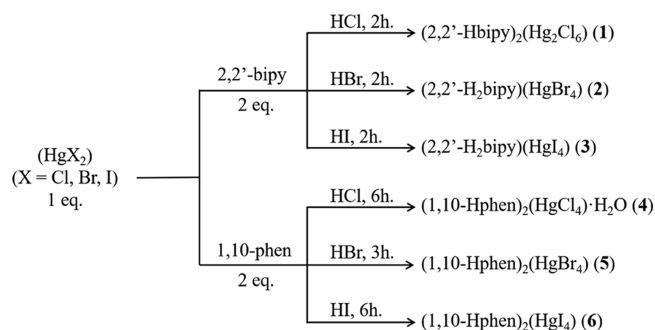 (HgX₂)
(X = Cl, Br, I)
1 eq.
2,2’-bipy
2 eq.
HCl, 2h.
(2,2’-Hbipy)₂(Hg₂Cl₆) (1)
HBr, 2h.
(2,2’-H₂bipy)(HgBr₄) (2)
HI, 2h.
(2,2’-H₂bipy)(HgI₄) (3)
1,10-phen
2 eq.
HCl, 6h.
(1,10-Hphen)₂(HgCl₄)·H₂O (4)
HBr, 3h.
(1,10-Hphen)₂(HgBr₄) (5)
HI, 6h.
(1,10-Hphen)₂(HgI₄) (6)